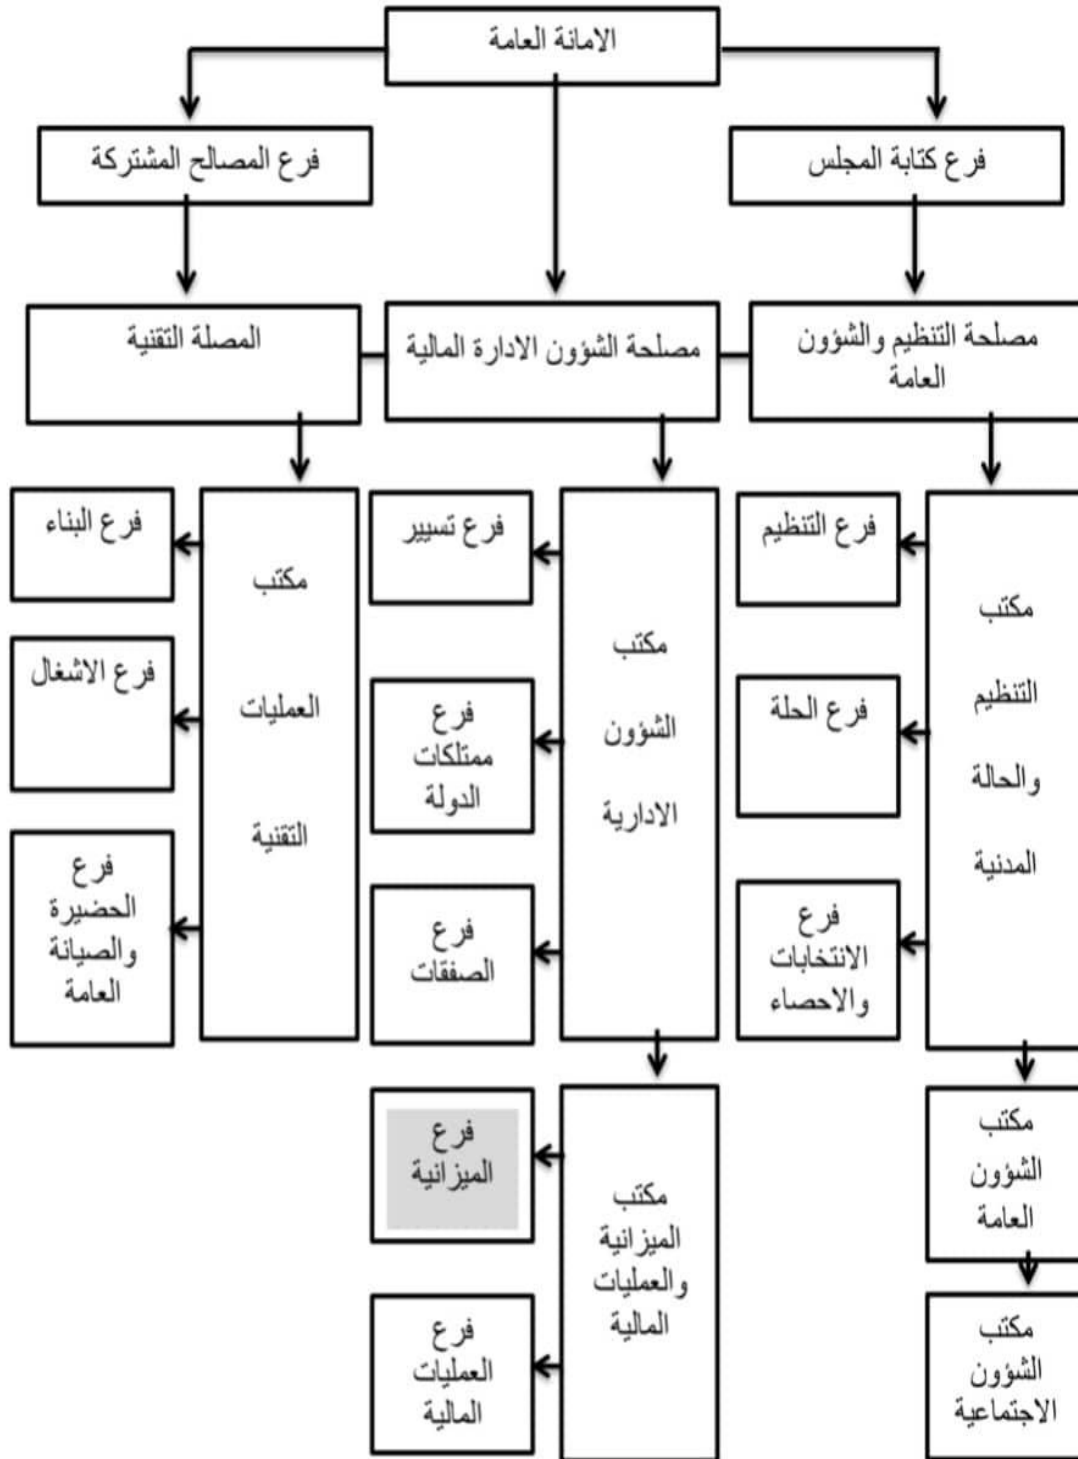 الامانة العامة
فرع كتابة المجلس
فرع المصالح المشتركة
مصلحة التنظيم والشؤون
العامة
مصلحة الشؤون الادارة المالية
المصلة التقنية
مكتب
التنظيم
والحالة
المدنية
فرع التنظيم
فرع الحلة
فرع
الانتخابات
والاحصاء
مكتب
الشؤون
الادارية
فرع تسيير
فرع
ممتلكات
الدولة
فرع
الصفقات
مكتب
العمليات
التقنية
فرع البناء
فرع الاشغال
فرع
الحضيرة
والصيانة
العامة
مكتب
الشؤون
العامة
مكتب
الشؤون
الاجتماعية
مكتب
الميزانية
والعمليات
المالية
فرع
الميزانية
فرع
العمليات
المالية